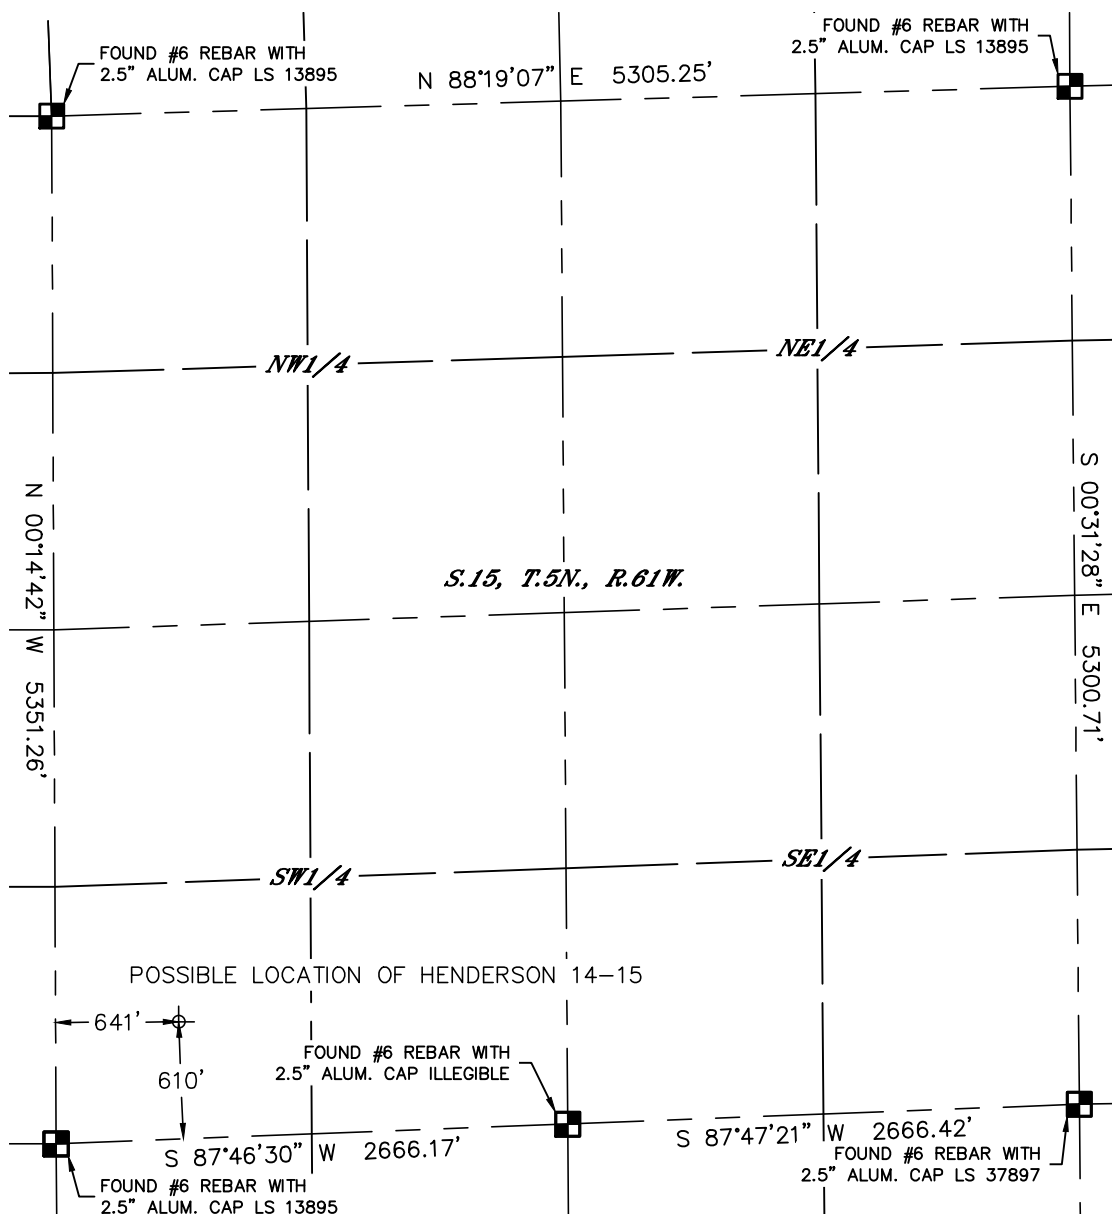 FOUND #6 REBAR WITH
2.5" ALUM. CAP LS 13895
FOUND #6 REBAR WITH
2.5" ALUM. CAP LS 13895
N 88°19'07" E 5305.25'
NW1/4
NE1/4
N 00°14'42" W 5351.26'
S 00°31'28" E 5300.71'
S.15, T.5N., R.61W.
SW1/4
SE1/4
POSSIBLE LOCATION OF HENDERSON 14-15
641'
610'
FOUND #6 REBAR WITH
2.5" ALUM. CAP ILLEGIBLE
S 87°46'30" W 2666.17'
S 87°47'21" W 2666.42'
FOUND #6 REBAR WITH
2.5" ALUM. CAP LS 37897
FOUND #6 REBAR WITH
2.5" ALUM. CAP LS 13895